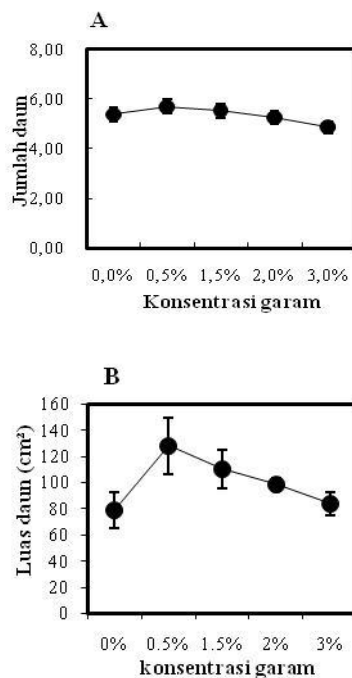 A
8,00
6,00
4,00
2,00
0,00
Jumlah daun
0,0% 0,5% 1,5% 2,0% 3,0%
Konsentrasi garam
B
160
140
120
100
80
60
40
20
0
Luas daun (cm²)
0% 0.5% 1.5% 2% 3%
konsentrasi garam